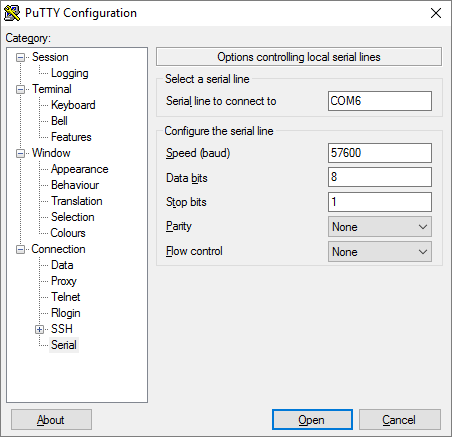 PuTTY Configuration
Category:
Session
Logging
Terminal
Keyboard
Bell
Features
Window
Appearance
Behaviour
Translation
Selection
Colours
Connection
Data
Proxy
Telnet
Rlogin
SSH
Serial
Options controlling local serial lines
Select a serial line
Serial line to connect to COM6
Configure the serial line
Speed (baud) 57600
Data bits 8
Stop bits 1
Parity None
Flow control None
About Open Cancel